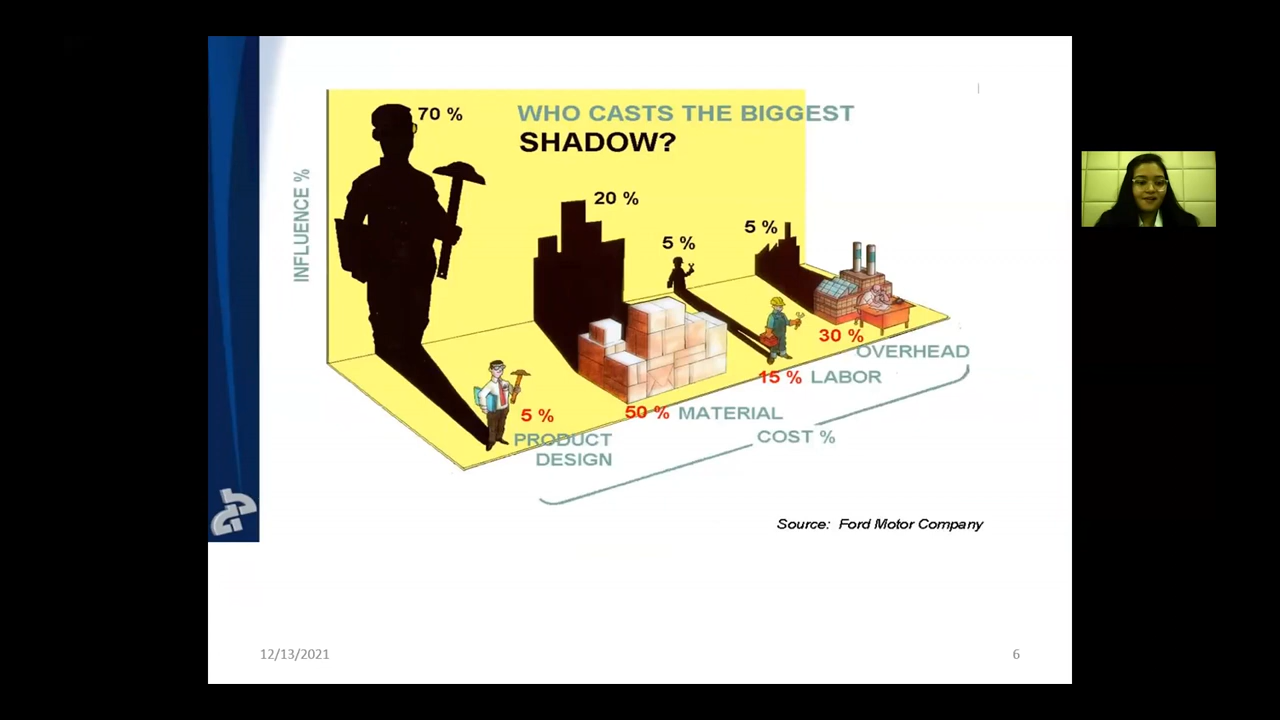 WHO CASTS THE BIGGEST
SHADOW?
INFLUENCE %
70 %
20 %
5 %
5 %
5 %
PRODUCT
DESIGN
50 % MATERIAL
15 % LABOR
30 %
OVERHEAD
COST %
Source: Ford Motor Company
12/13/2021
6